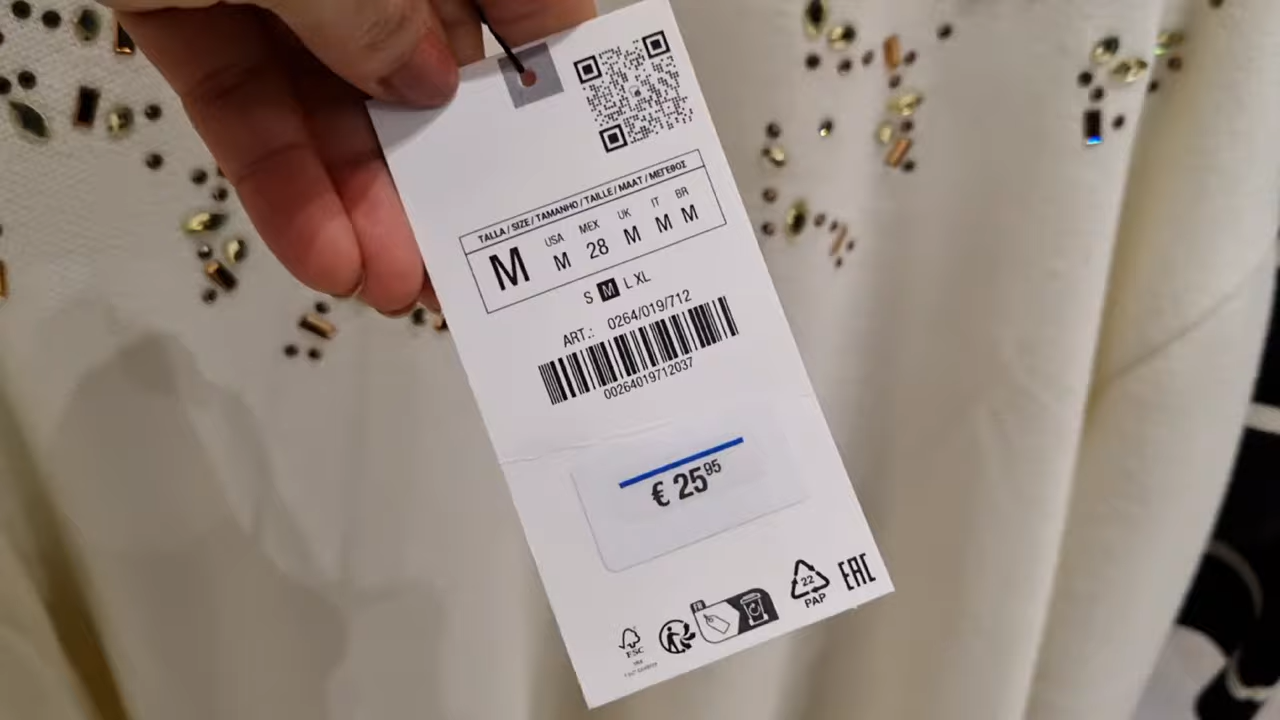 TALLA / SIZE / TAMANHO / TAILLE / MAAT / ΜΕΓΕΘΟΣ
USA MEX UK IT BR
M M 28 M M M
S M L XL
ART.: 0264/019/712
00264019712037
€ 25 95
FR
22
PAP
EAC
FSC